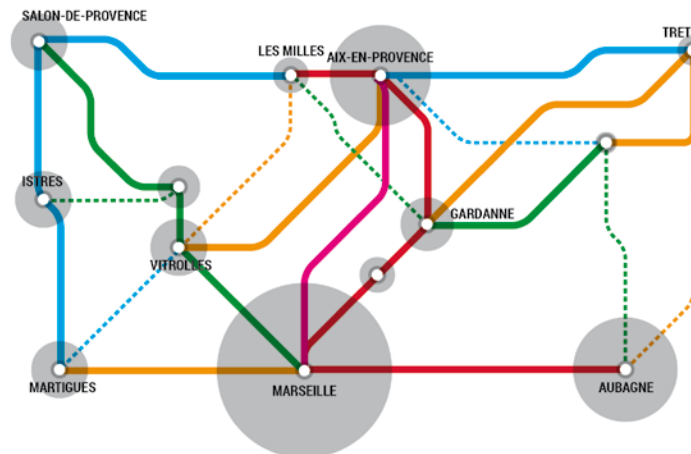 SALON-DE-PROVENCE
TRET
LES MILLES
AIX-EN-PROVENCE
ISTRES
GARDANNE
VITROLLES
MARTIGUES
MARSEILLE
AUBAGNE